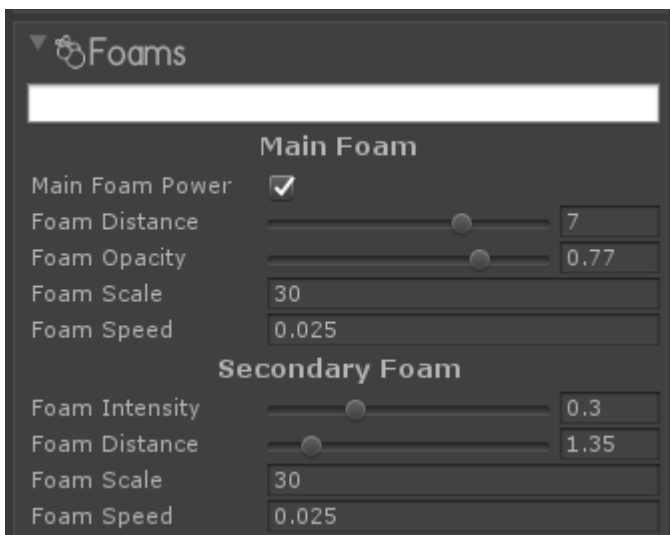 Foams
Main Foam
Main Foam Power
Foam Distance 7
Foam Opacity 0.77
Foam Scale 30
Foam Speed 0.025
Secondary Foam
Foam Intensity 0.3
Foam Distance 1.35
Foam Scale 30
Foam Speed 0.025